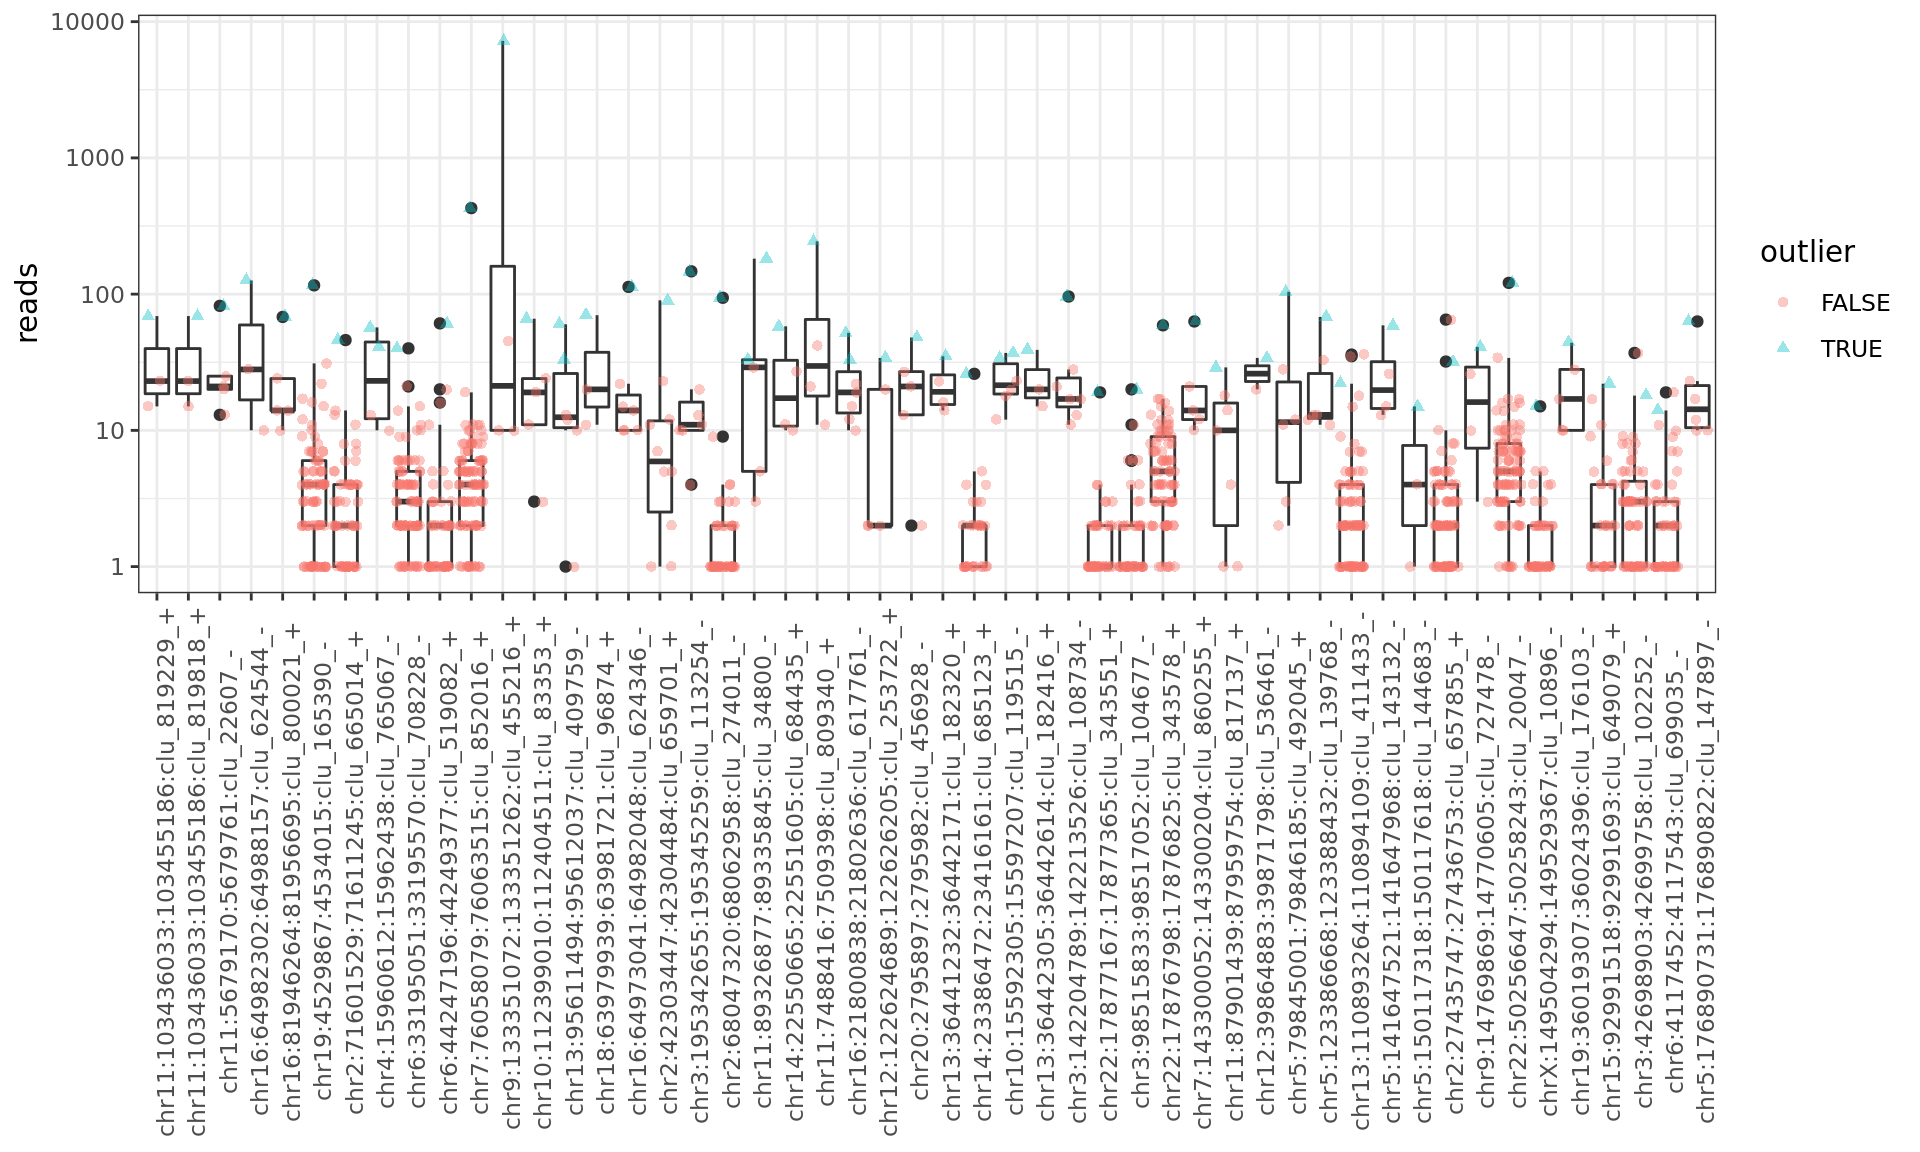 10000
1000
100
10
1
reads
outlier
FALSE
TRUE
chr11:103436033:103455186:clu_819229_+
chr11:103436033:103455186:clu_819818_+
chr11:5679170:5679761:clu_22607_-
chr16:64982302:64988157:clu_624544_-
chr16:81946264:81956695:clu_800021_+
chr19:4529867:4534015:clu_165390_-
chr2:71601529:71611245:clu_665014_+
chr4:15960612:15962438:clu_765067_-
chr6:33195051:33195570:clu_708228_-
chr6:44247196:44249377:clu_519082_+
chr7:76058079:76063515:clu_852016_+
chr9:133351072:133351262:clu_455216_+
chr10:112399010:112404511:clu_83353_+
chr13:95611494:95612037:clu_409759_-
chr18:63979939:63981721:clu_96874_+
chr16:64973041:64982048:clu_624346_-
chr2:42303447:42304484:clu_659701_+
chr3:195342655:195345259:clu_113254_-
chr2:68047320:68062958:clu_274011_-
chr11:89326877:89335845:clu_34800_-
chr14:22550665:22551605:clu_684435_+
chr11:7488416:7509398:clu_809340_+
chr16:21800838:21802636:clu_617761_-
chr12:122624689:122626205:clu_253722_+
chr20:2795897:2795982:clu_456928_-
chr13:36441232:36442171:clu_182320_+
chr14:23386472:23416161:clu_685123_+
chr10:15592305:15597207:clu_119515_-
chr13:36442305:36442614:clu_182416_+
chr3:142204789:142213526:clu_108734_-
chr22:17877167:17877365:clu_343551_+
chr3:98515833:98517052:clu_104677_-
chr22:17876798:17876825:clu_343578_+
chr7:143300052:143300204:clu_860255_+
chr11:87901439:87959754:clu_817137_+
chr12:39864883:39871798:clu_536461_-
chr5:79845001:79846185:clu_492045_+
chr5:123386668:123388432:clu_139768_-
chr13:110893264:110894109:clu_411433_-
chr5:141647521:141647968:clu_143132_-
chr5:150117318:150117618:clu_144683_-
chr2:27435747:27436753:clu_657855_+
chr9:14769869:14770605:clu_727478_-
chr22:50256647:50258243:clu_20047_-
chrX:149504294:149529367:clu_10896_-
chr19:36019307:36024396:clu_176103_-
chr15:92991518:92991693:clu_649079_+
chr3:42698903:42699758:clu_102252_-
chr6:4117452:4117543:clu_699035_-
chr5:176890731:176890822:clu_147897_-